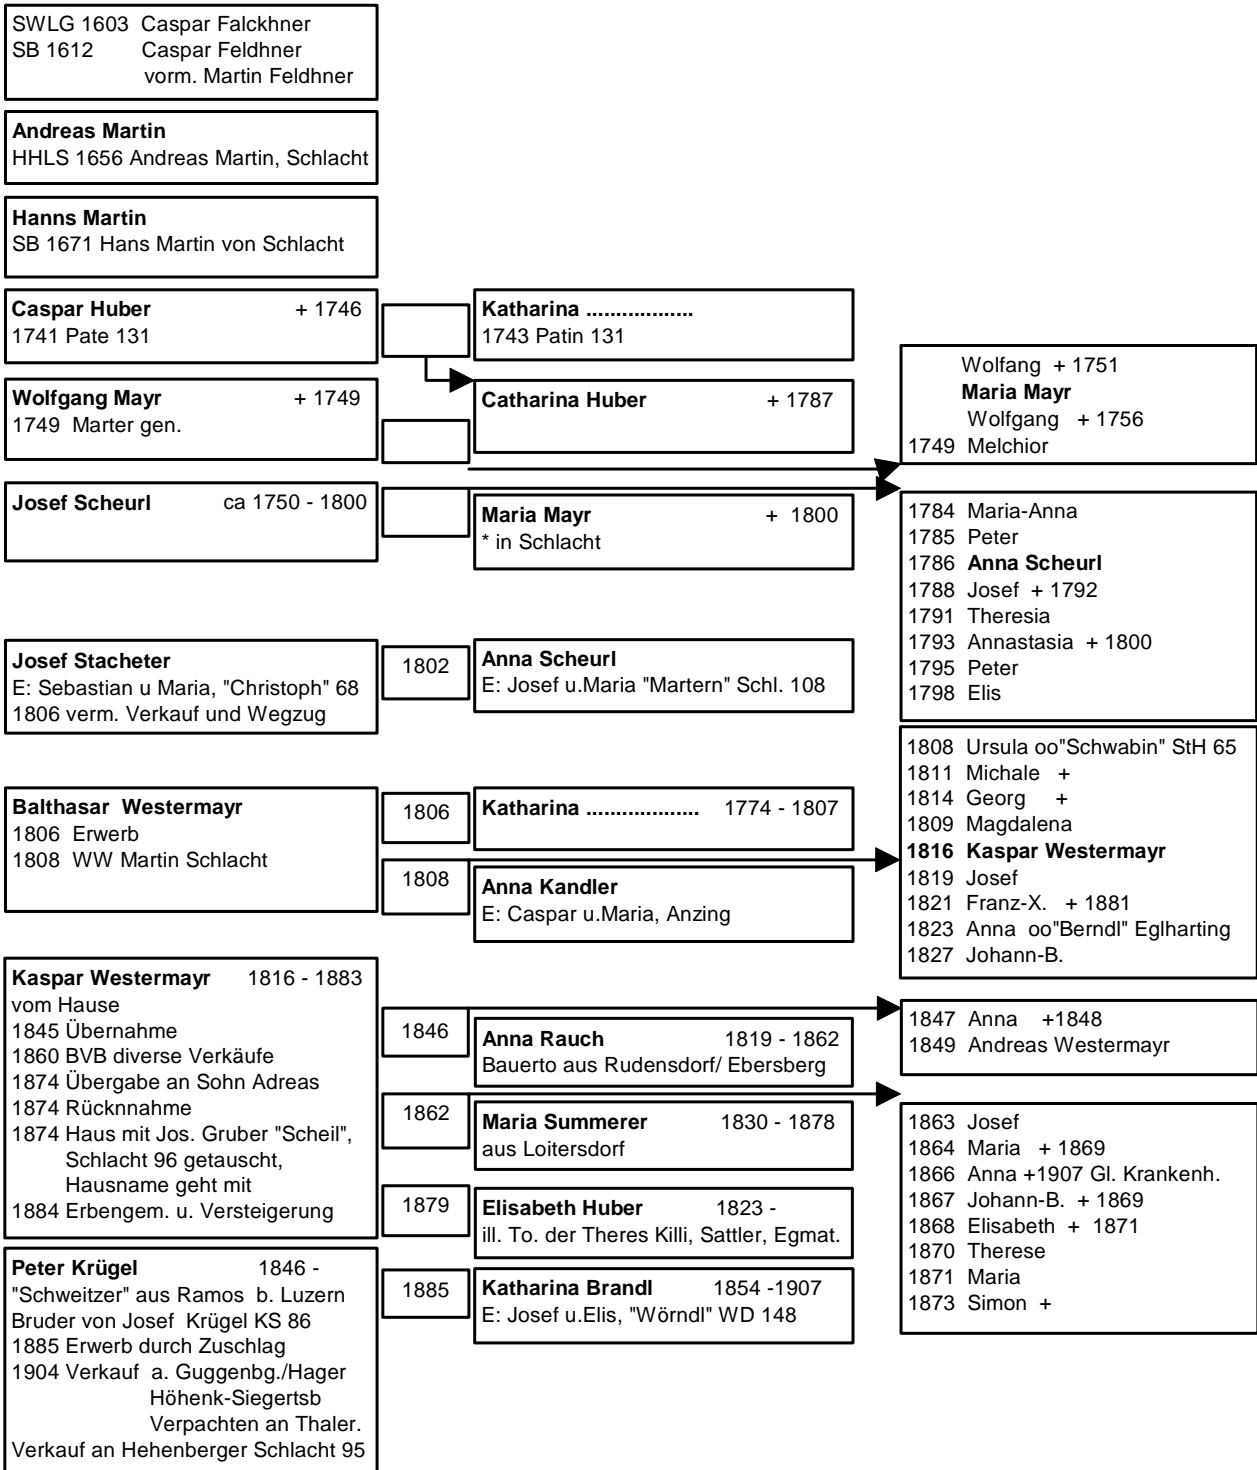 SWLG 1603 Caspar Falckhner
SB 1612 Caspar Feldhner
vorm. Martin Feldhner
Andreas Martin
HHLS 1656 Andreas Martin, Schlacht
Hanns Martin
SB 1671 Hans Martin von Schlacht
Caspar Huber + 1746
1741 Pate 131
Katharina ..................
1743 Patin 131
Wolfgang Mayr + 1749
1749 Marter gen.
Catharina Huber + 1787
Wolfang + 1751
Maria Mayr
Wolfgang + 1756
1749 Melchior
Josef Scheurl ca 1750 - 1800
Maria Mayr + 1800
* in Schlacht
1784 Maria-Anna
1785 Peter
1786 Anna Scheurl
1788 Josef + 1792
1791 Theresia
1793 Annastasia + 1800
1795 Peter
1798 Elis
Josef Stacheter
E: Sebastian u Maria, "Christoph" 68
1806 verm. Verkauf und Wegzug
1802
Anna Scheurl
E: Josef u.Maria "Martern" Schl. 108
Balthasar Westermayr
1806 Erwerb
1808 WW Martin Schlacht
1806
Katharina ................... 1774 - 1807
1808
Anna Kandler
E: Caspar u.Maria, Anzing
1808 Ursula oo"Schwabin" StH 65
1811 Michale +
1814 Georg +
1809 Magdalena
1816 Kaspar Westermayr
1819 Josef
1821 Franz-X. + 1881
1823 Anna oo"Berndl" Eglharting
1827 Johann-B.
Kaspar Westermayr 1816 - 1883
vom Hause
1845 Übernahme
1860 BVB diverse Verkäufe
1874 Übergabe an Sohn Adreas
1874 Rücknnahme
1874 Haus mit Jos. Gruber "Scheil",
Schlacht 96 getauscht,
Hausname geht mit
1884 Erbengem. u. Versteigerung
1846
Anna Rauch 1819 - 1862
Bauerto aus Rudensdorf/ Ebersberg
1847 Anna +1848
1849 Andreas Westermayr
1862
Maria Summerer 1830 - 1878
aus Loitersdorf
1863 Josef
1864 Maria + 1869
1866 Anna +1907 Gl. Krankenh.
1867 Johann-B. + 1869
1868 Elisabeth + 1871
1870 Therese
1871 Maria
1873 Simon +
1879
Elisabeth Huber 1823 -
ill. To. der Theres Killi, Sattler, Egmat.
Peter Krügel 1846 -
"Schweitzer" aus Ramos b. Luzern
Bruder von Josef Krügel KS 86
1885 Erwerb durch Zuschlag
1904 Verkauf a. Guggenbg./Hager
Höhenk-Siegertsb
Verpachten an Thaler.
Verkauf an Hehenberger Schlacht 95
1885
Katharina Brandl 1854 -1907
E: Josef u.Elis, "Wörndl" WD 148